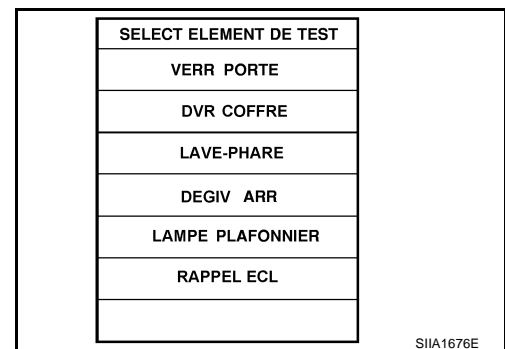 SELECT ELEMENT DE TEST
VERR PORTE
DVR COFFRE
LAVE-PHARE
DEGIV ARR
LAMPE PLAFONNIER
RAPPEL ECL
SIIA1676E